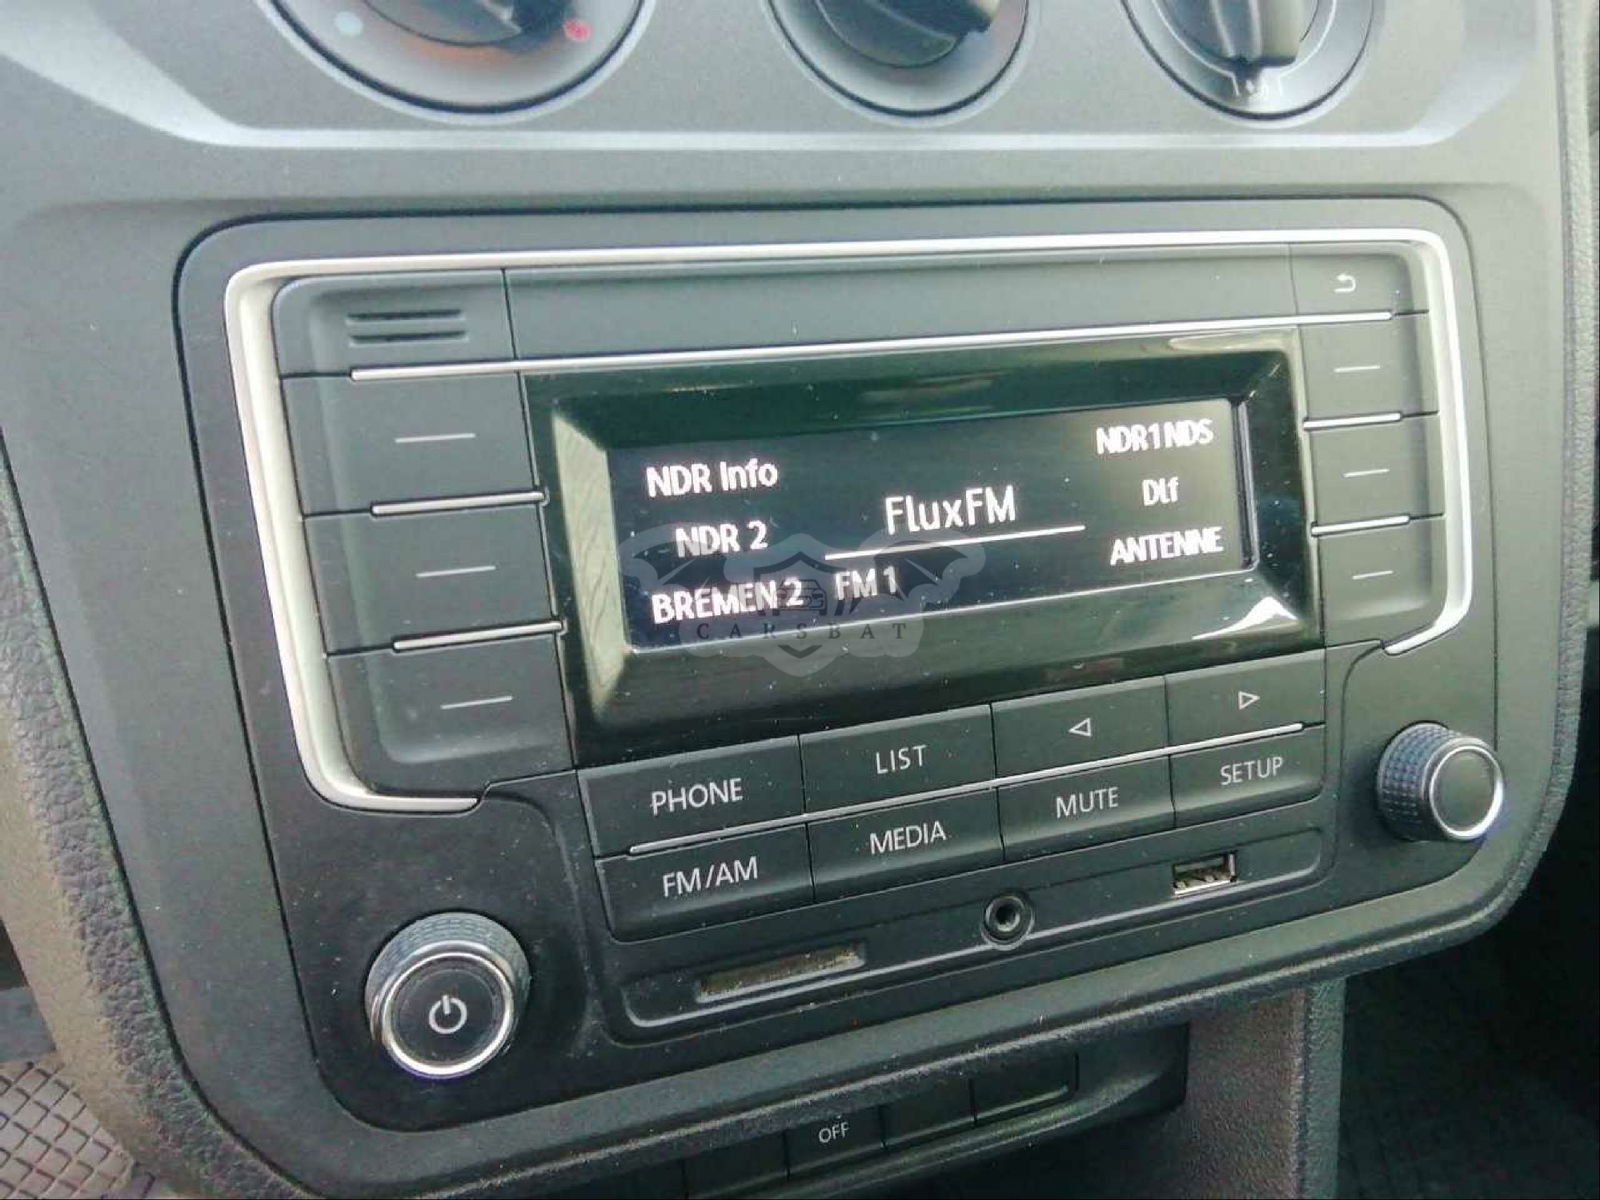 NDR Info
NDR 2
BREMEN 2
FluxFM
FM 1
NDR1NDS
Dlf
ANTENNE
CARSBAT
PHONE
LIST
FM/AM
MEDIA
MUTE
SETUP
OFF